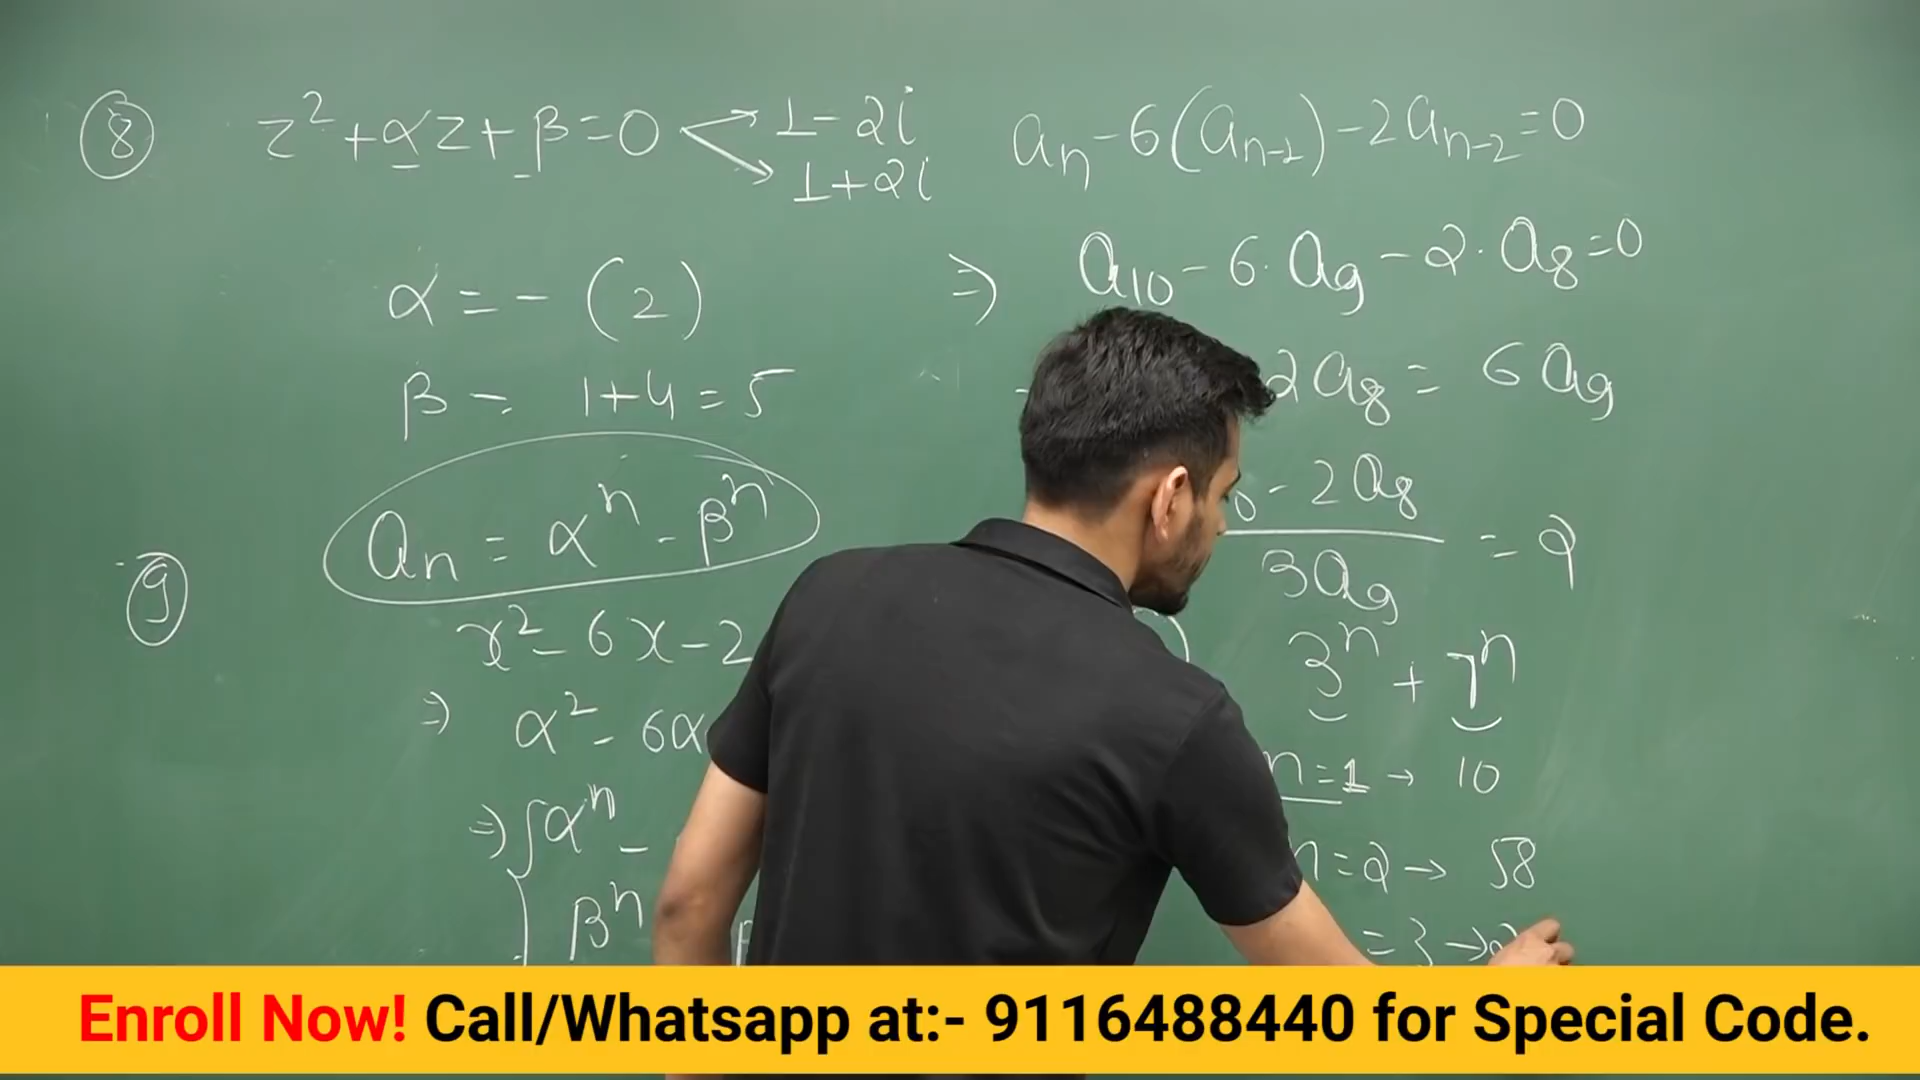 ⑧ z² + αz + β = 0 < 1 - 2i
1 + 2i
α = - (2)
β = 1 + 4 = 5
aₙ = αⁿ - βⁿ
⑨
x² - 6x - 2
⇒ α² - 6α
⇒ { αⁿ -
βⁿ
aₙ - 6(aₙ₋₁) - 2aₙ₋₂ = 0
⇒ a₁₀ - 6·a₉ - 2·a₈ = 0
2a₈ = 6a₉
- 2a₈
3a₉
= 2
3ⁿ + 7ⁿ
n = 1 → 10
n = 2 → 58
= 3 →
Enroll Now! Call/Whatsapp at:- 9116488440 for Special Code.